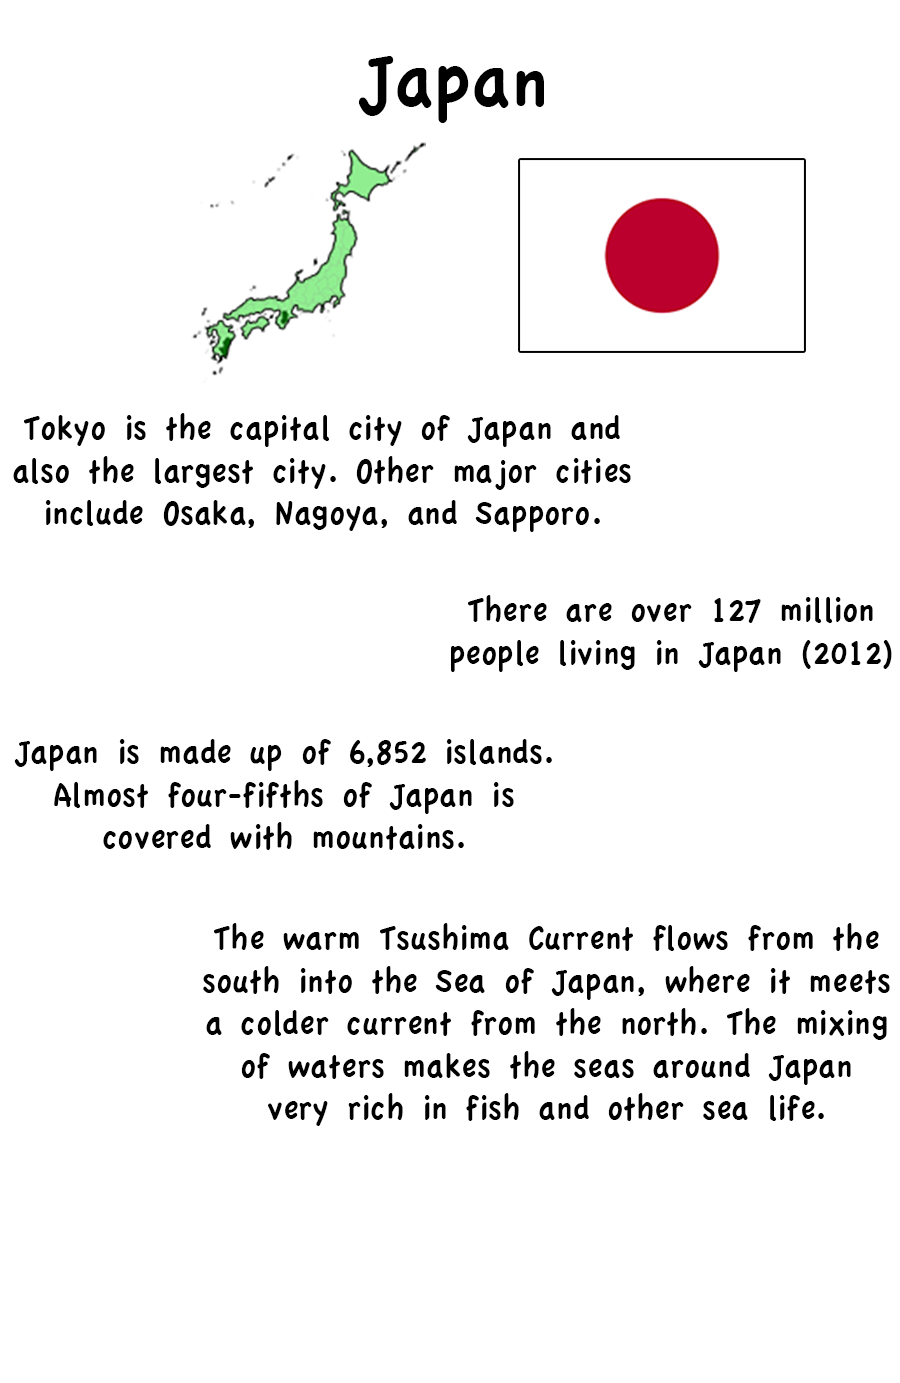 Japan
Tokyo is the capital city of Japan and
also the largest city. Other major cities
include Osaka, Nagoya, and Sapporo.
There are over 127 million
people living in Japan (2012)
Japan is made up of 6,852 islands.
Almost four-fifths of Japan is
covered with mountains.
The warm Tsushima Current flows from the
south into the Sea of Japan, where it meets
a colder current from the north. The mixing
of waters makes the seas around Japan
very rich in fish and other sea life.